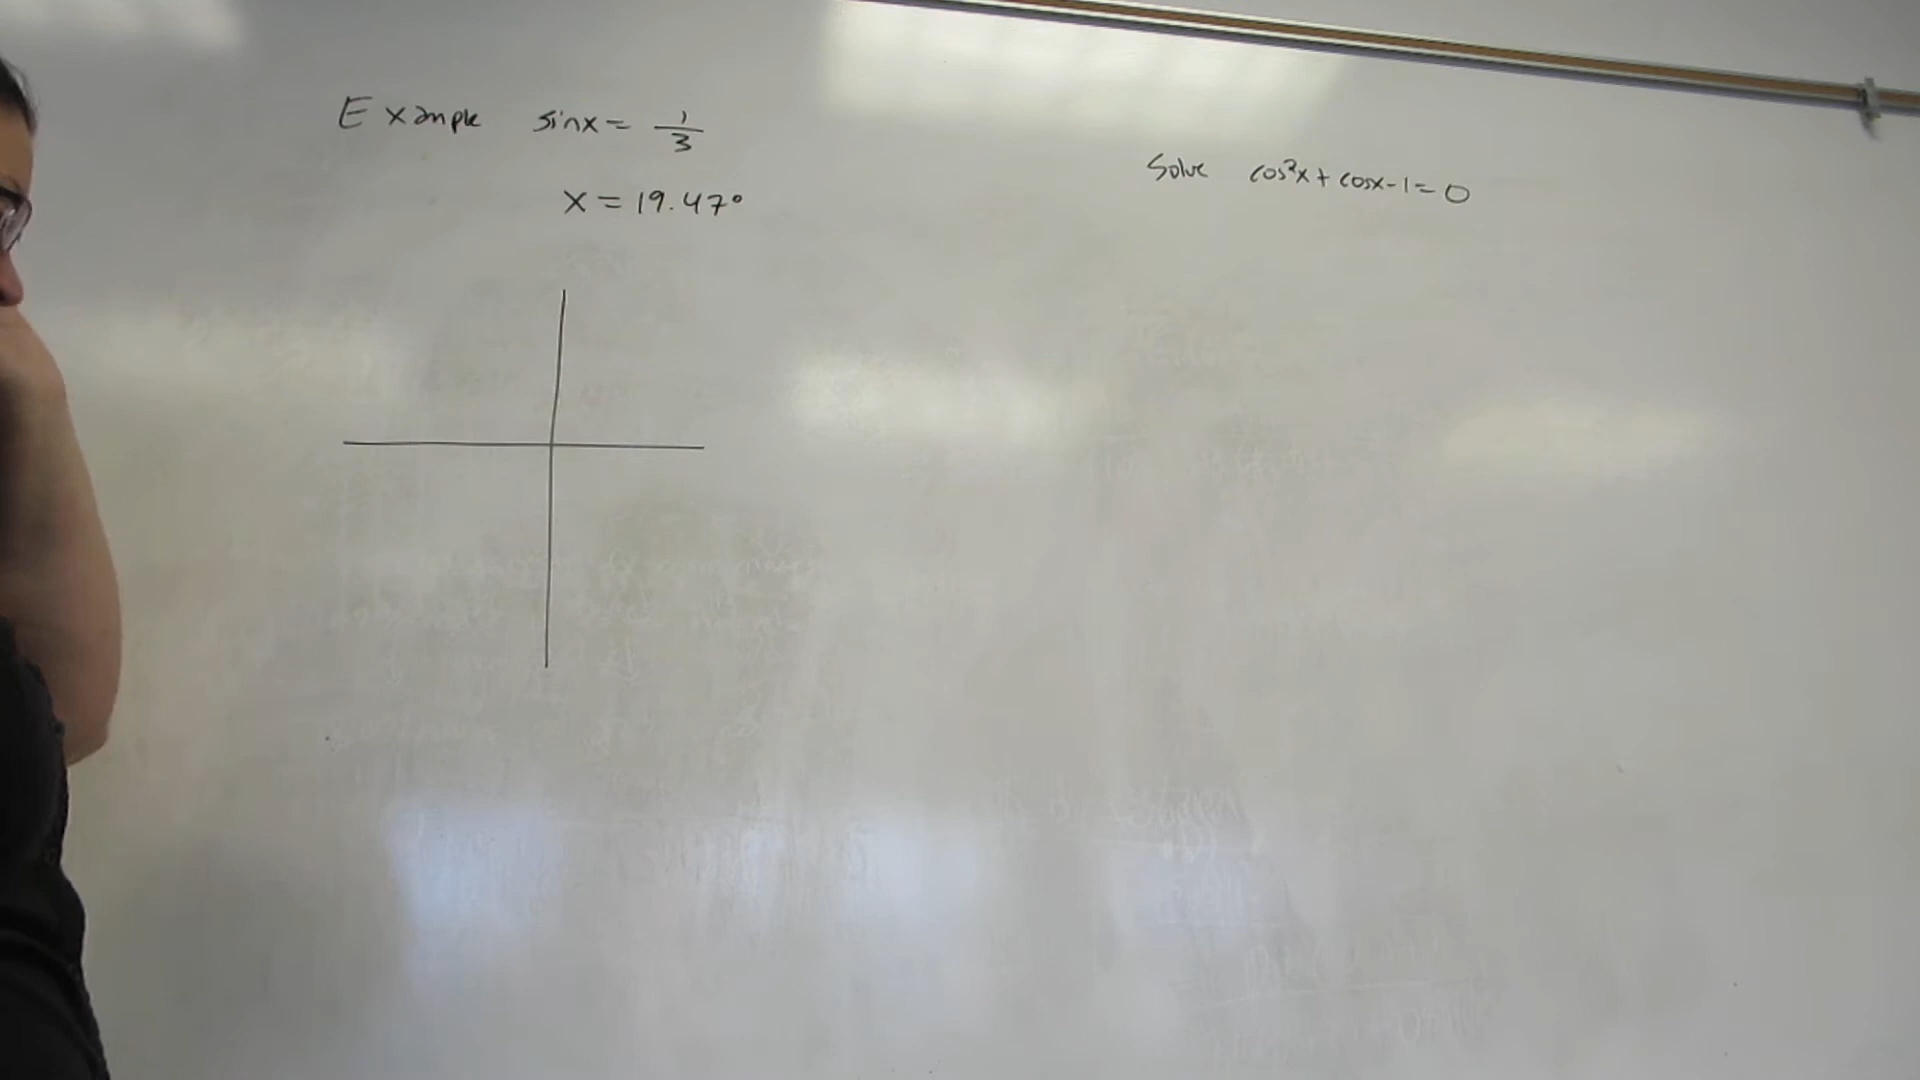 Example sinx = 1/3
x = 19.47°
Solve cos²x + cosx - 1 = 0